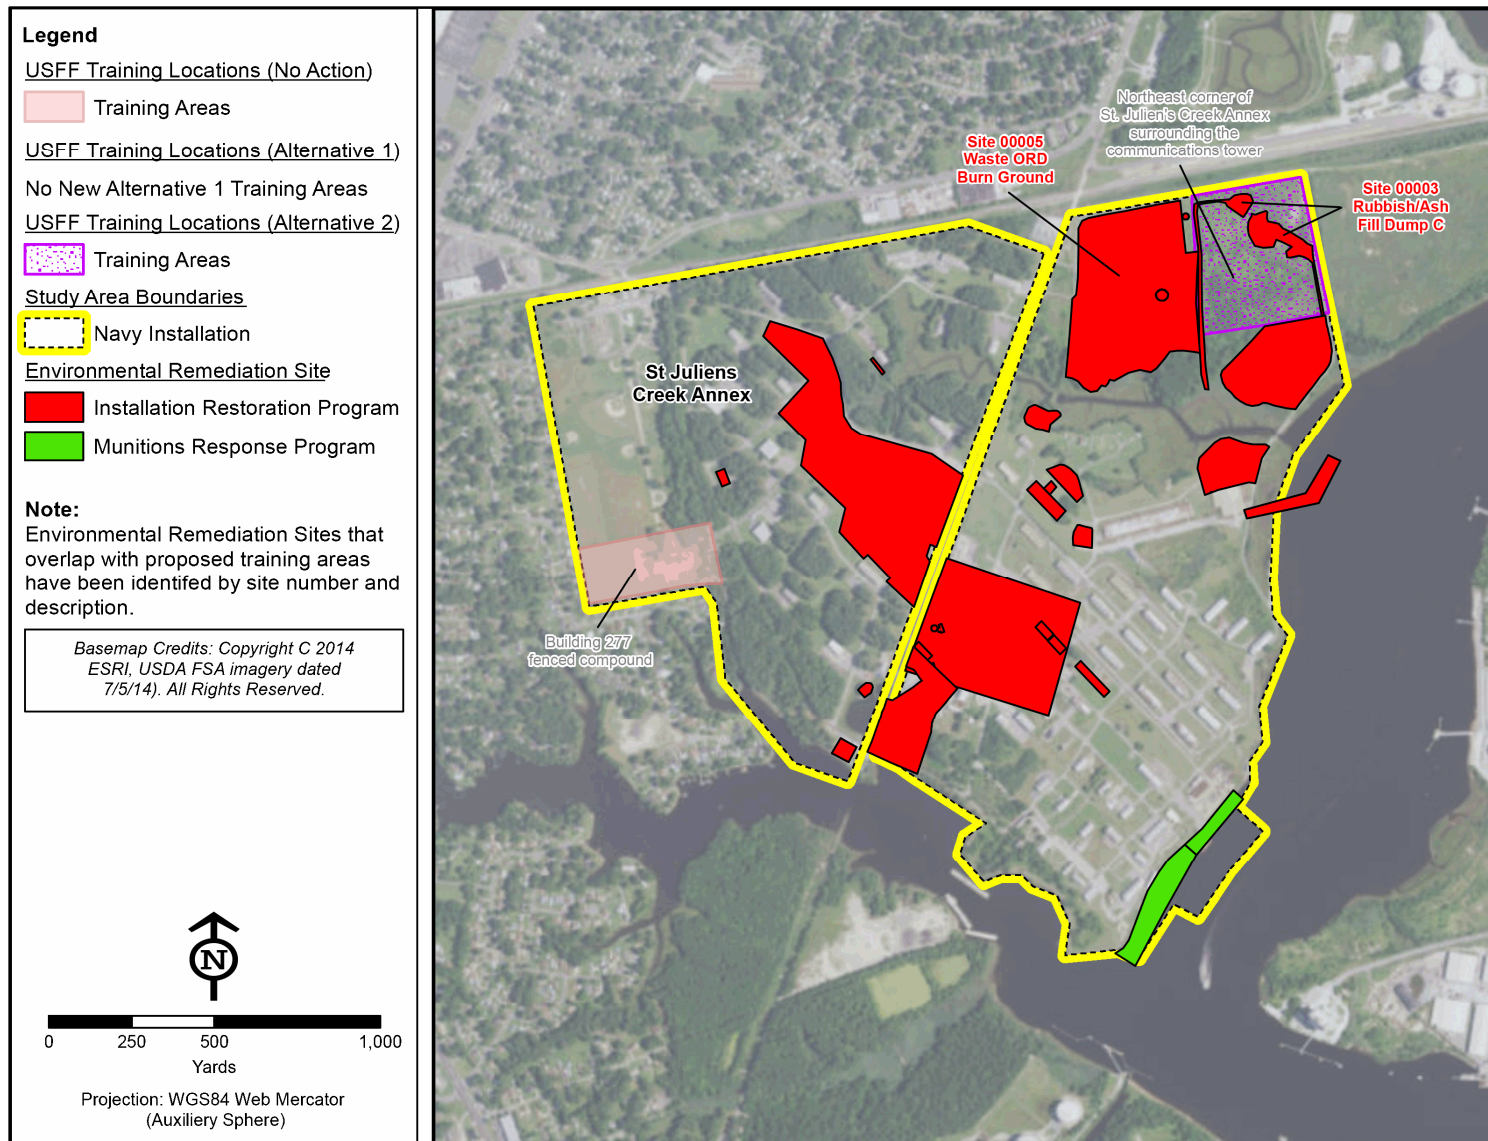 Legend
USFF Training Locations (No Action)
Training Areas
USFF Training Locations (Alternative 1)
No New Alternative 1 Training Areas
USFF Training Locations (Alternative 2)
Training Areas
Study Area Boundaries
Navy Installation
Environmental Remediation Site
Installation Restoration Program
Munitions Response Program
Note:
Environmental Remediation Sites that
overlap with proposed training areas
have been identifed by site number and
description.
Basemap Credits: Copyright C 2014
ESRI, USDA FSA imagery dated
7/5/14). All Rights Reserved.
N
0 250 500 1,000
Yards
Projection: WGS84 Web Mercator
(Auxiliery Sphere)
Northeast corner of
St. Julien's Creek Annex
surrounding the
communications tower
Site 00005
Waste ORD
Burn Ground
Site 00003
Rubbish/Ash
Fill Dump C
St Juliens
Creek Annex
Building 277
fenced compound